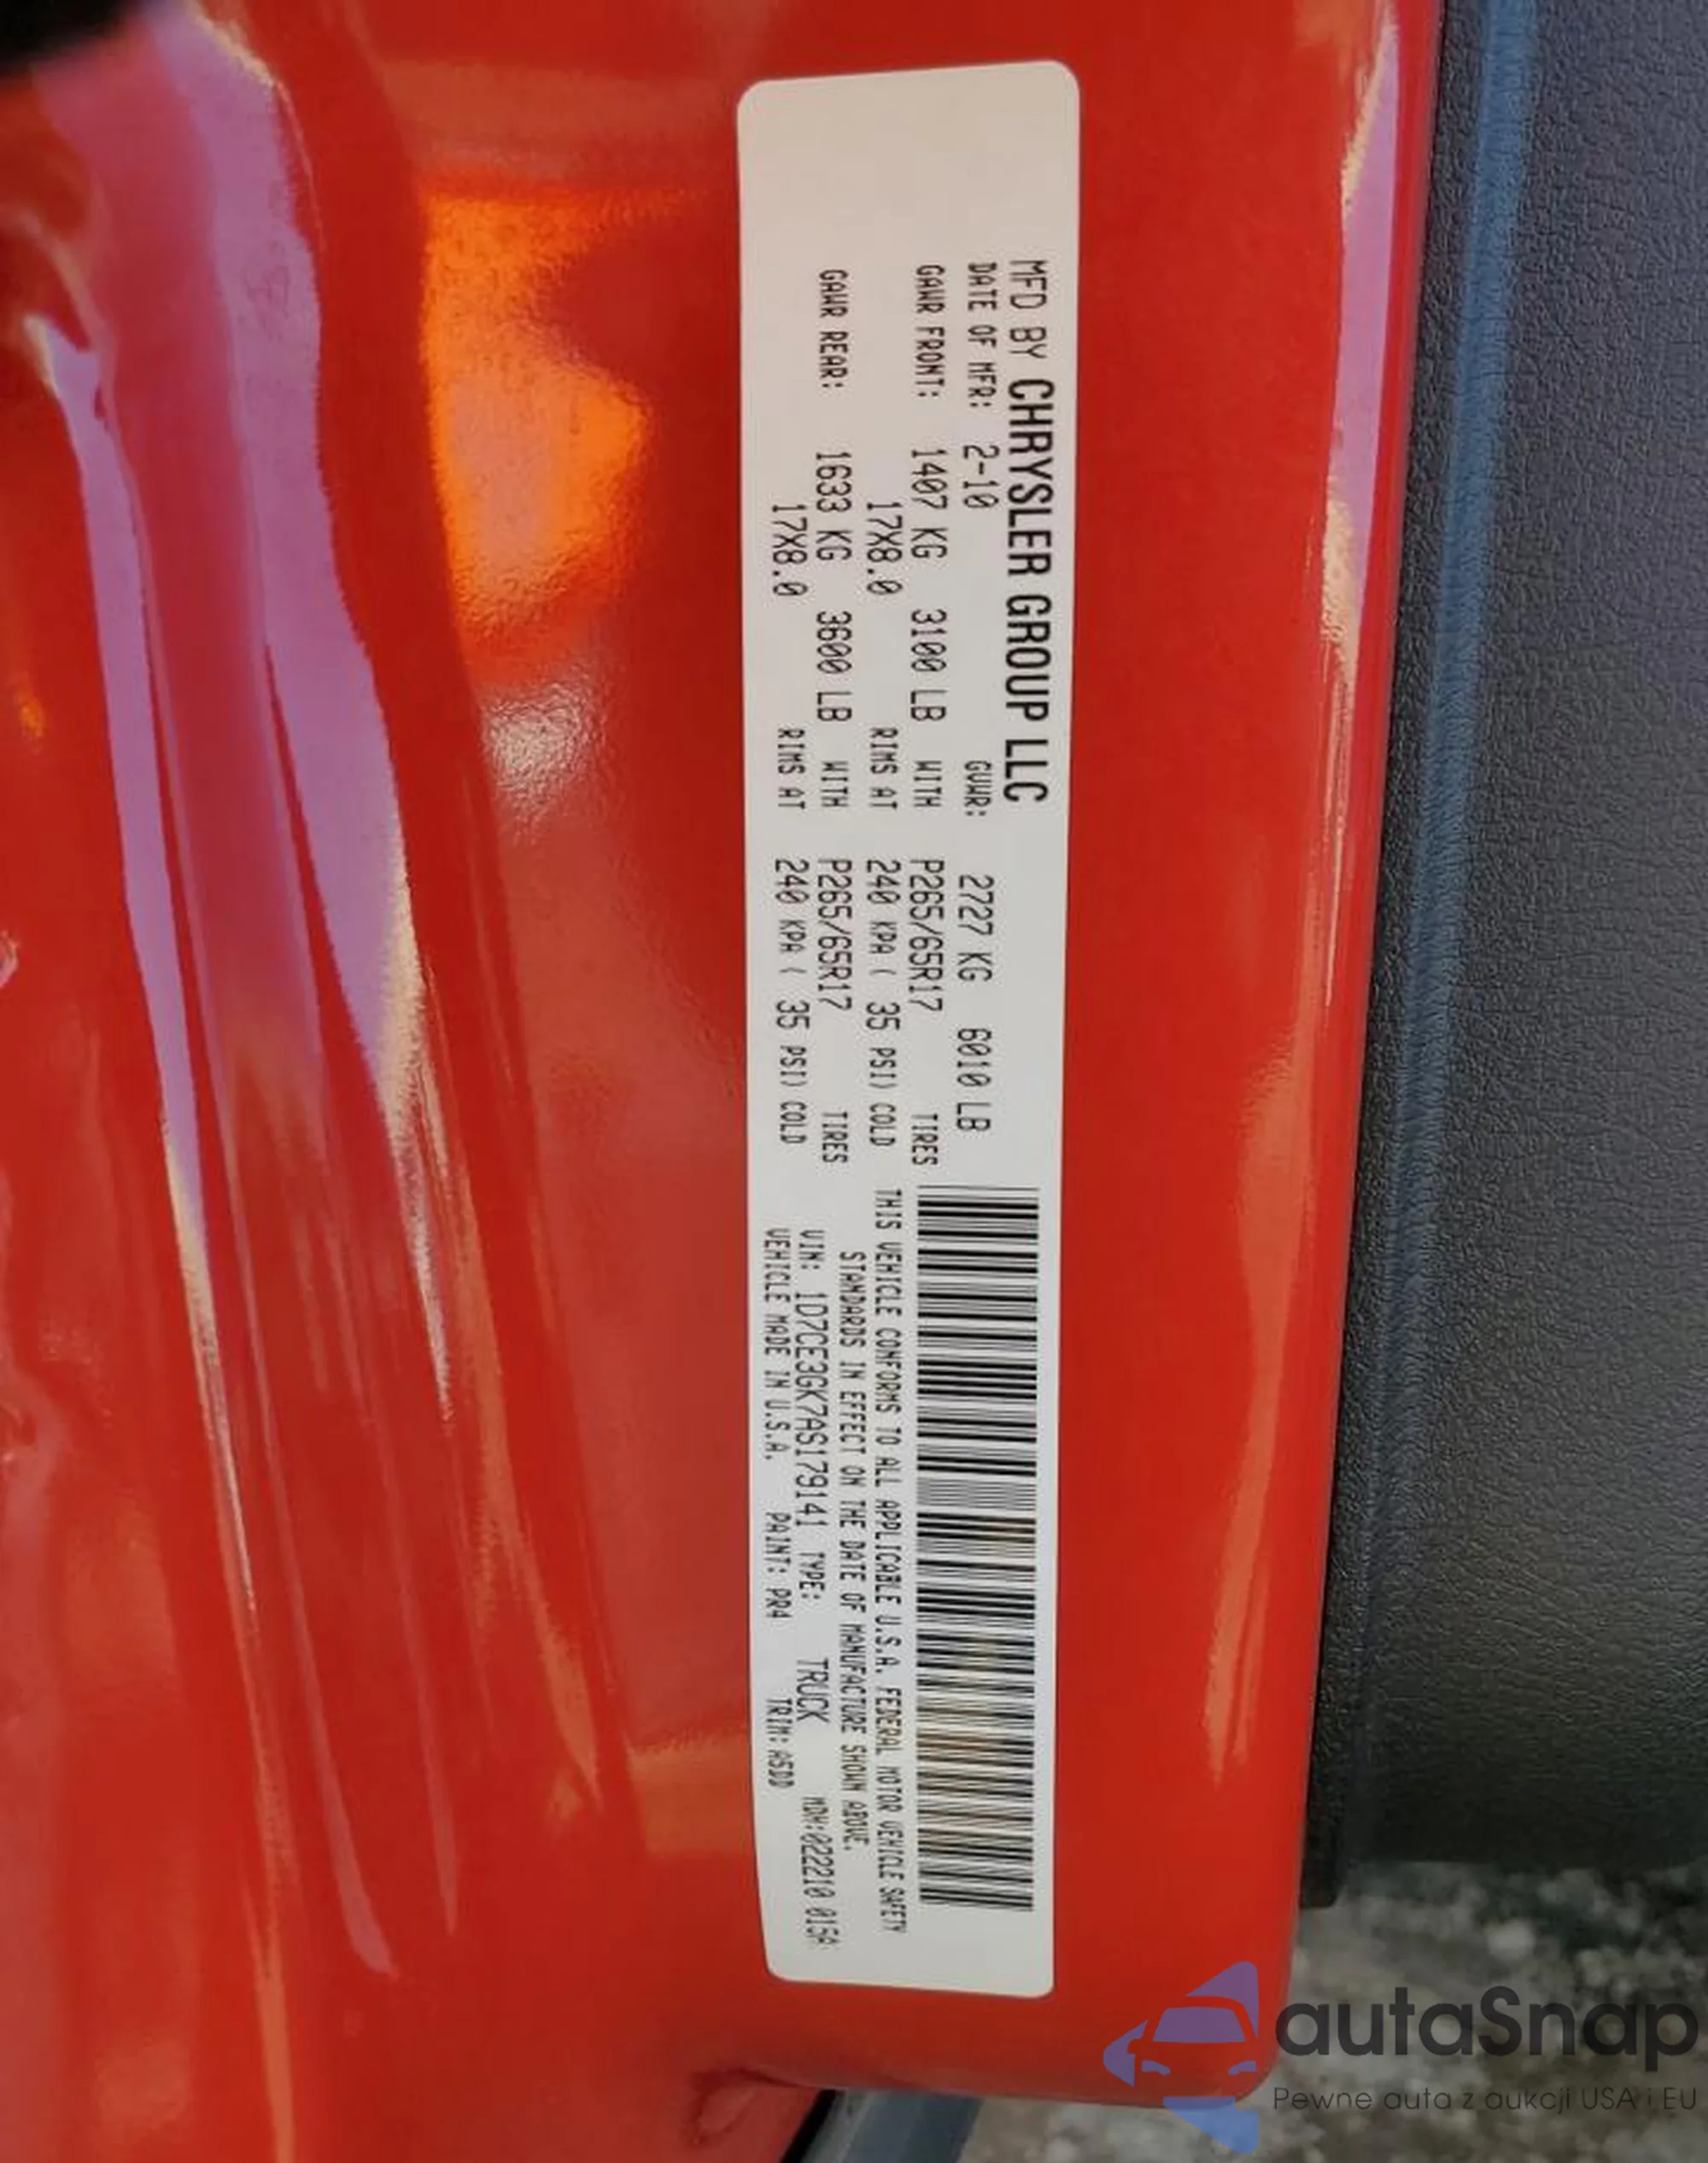 MFD BY CHRYSLER GROUP LLC
DATE OF MFR: 2-10 GVWR: 2727 KG 6010 LB
GAWR FRONT: 1407 KG 3100 LB WITH P265/65R17 TIRES
17X8.0 RIMS AT 240 KPA ( 35 PSI) COLD
GAWR REAR: 1633 KG 3600 LB WITH P265/65R17 TIRES
17X8.0 RIMS AT 240 KPA ( 35 PSI) COLD
THIS VEHICLE CONFORMS TO ALL APPLICABLE U.S.A. FEDERAL MOTOR VEHICLE SAFETY
STANDARDS IN EFFECT ON THE DATE OF MANUFACTURE SHOWN ABOVE.
VIN: 1D7CE3GK7AS179141 TYPE: TRUCK MDH:022210 015A
VEHICLE MADE IN U.S.A. PAINT: PR4 TRIM: A5DD
autaSnap
Pewne auta z aukcji USA i EU